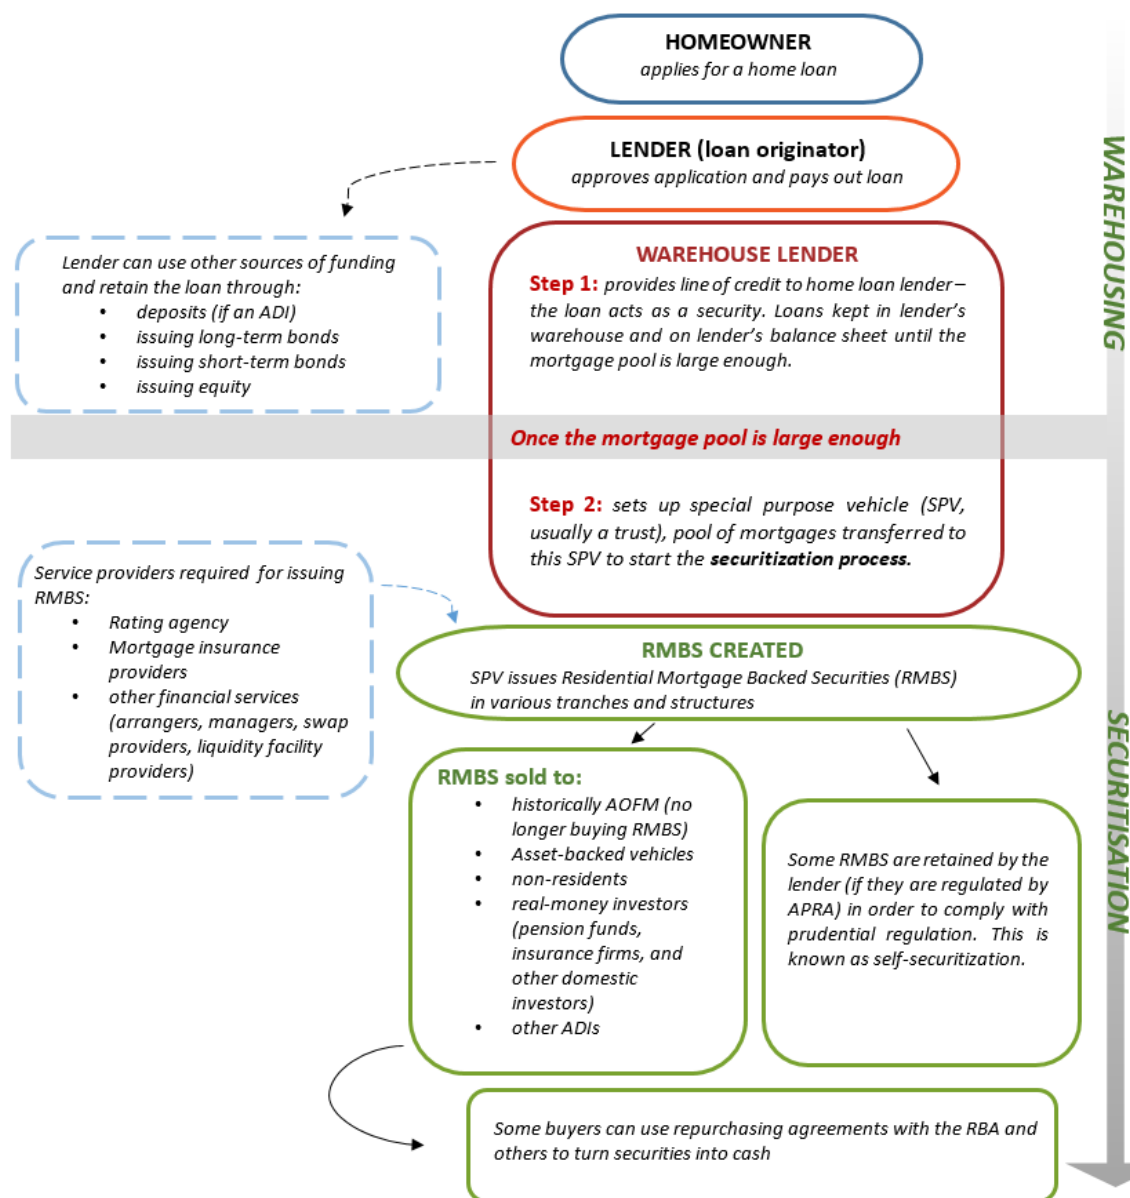 HOMEOWNER
applies for a home loan
LENDER (loan originator)
approves application and pays out loan
WAREHOUSING
Lender can use other sources of funding
and retain the loan through:
• deposits (if an ADI)
• issuing long-term bonds
• issuing short-term bonds
• issuing equity
WAREHOUSE LENDER
Step 1: provides line of credit to home loan lender –
the loan acts as a security. Loans kept in lender’s
warehouse and on lender’s balance sheet until the
mortgage pool is large enough.
Once the mortgage pool is large enough
Step 2: sets up special purpose vehicle (SPV,
usually a trust), pool of mortgages transferred to
this SPV to start the securitization process.
Service providers required for issuing
RMBS:
• Rating agency
• Mortgage insurance
providers
• other financial services
(arrangers, managers, swap
providers, liquidity facility
providers)
RMBS CREATED
SPV issues Residential Mortgage Backed Securities (RMBS)
in various tranches and structures
SECURITISATION
RMBS sold to:
• historically AOFM (no
longer buying RMBS)
• Asset-backed vehicles
• non-residents
• real-money investors
(pension funds,
insurance firms, and
other domestic
investors)
• other ADIs
Some RMBS are retained by the
lender (if they are regulated by
APRA) in order to comply with
prudential regulation. This is
known as self-securitization.
Some buyers can use repurchasing agreements with the RBA and
others to turn securities into cash